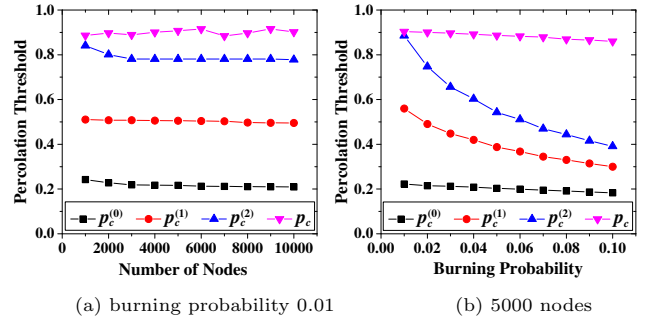 1.0
0.8
0.6
0.4
0.2
0.0
Percolation Threshold
p_c^(0) p_c^(1) p_c^(2) p_c
0 2000 4000 6000 8000 10000
Number of Nodes
(a) burning probability 0.01
1.0
0.8
0.6
0.4
0.2
0.0
Percolation Threshold
p_c^(0) p_c^(1) p_c^(2) p_c
0.00 0.02 0.04 0.06 0.08 0.10
Burning Probability
(b) 5000 nodes